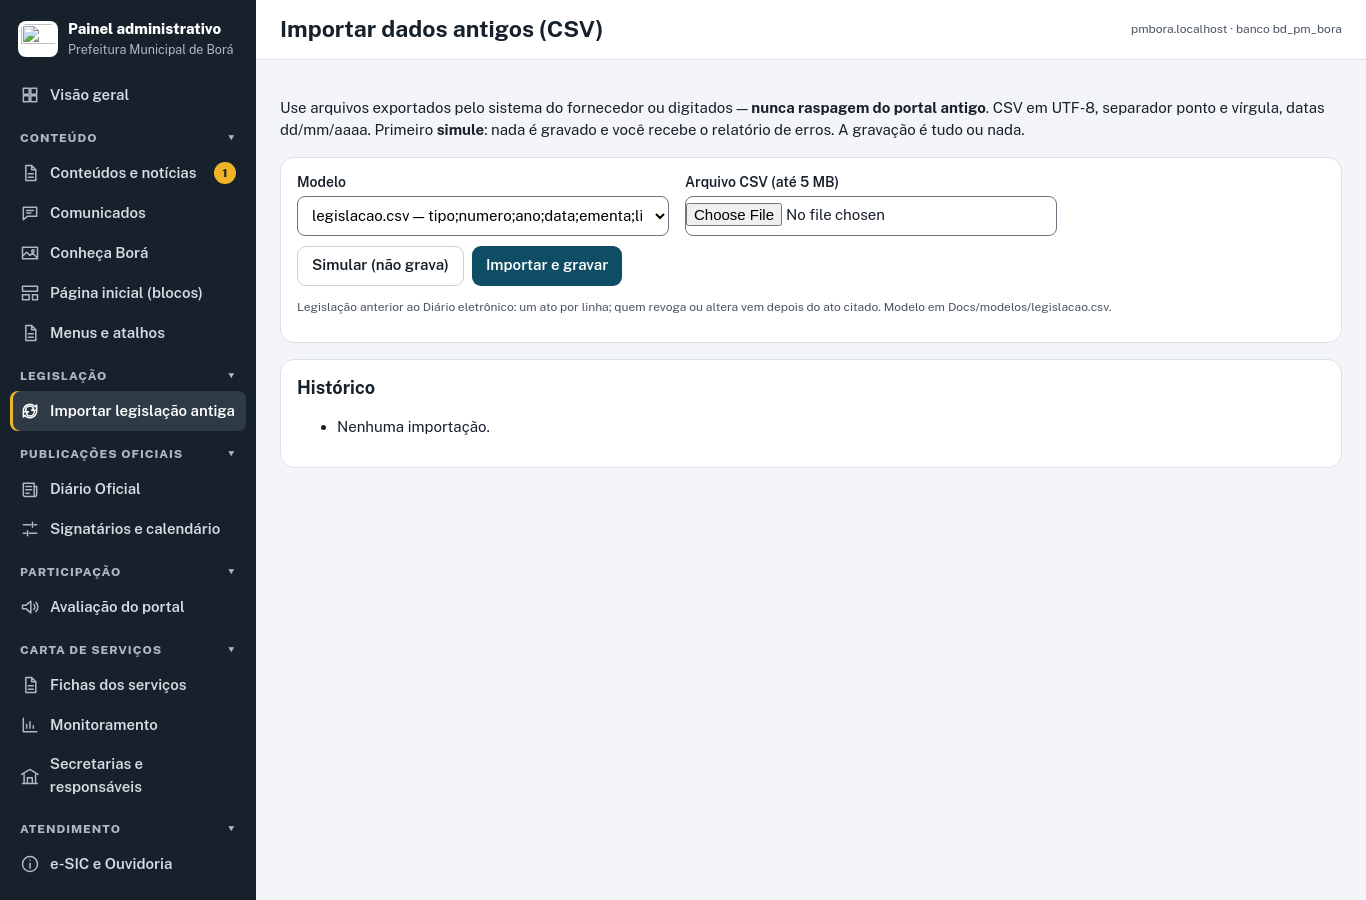 Painel administrativo
Prefeitura Municipal de Borá
Visão geral
CONTEÚDO
Conteúdos e notícias 1
Comunicados
Conheça Borá
Página inicial (blocos)
Menus e atalhos
LEGISLAÇÃO
Importar legislação antiga
PUBLICAÇÕES OFICIAIS
Diário Oficial
Signatários e calendário
PARTICIPAÇÃO
Avaliação do portal
CARTA DE SERVIÇOS
Fichas dos serviços
Monitoramento
Secretarias e
responsáveis
ATENDIMENTO
e-SIC e Ouvidoria
Importar dados antigos (CSV)
pmbora.localhost · banco bd_pm_bora
Use arquivos exportados pelo sistema do fornecedor ou digitados — nunca raspagem do portal antigo. CSV em UTF-8, separador ponto e vírgula, datas
dd/mm/aaaa. Primeiro simule: nada é gravado e você recebe o relatório de erros. A gravação é tudo ou nada.
Modelo
legislacao.csv — tipo;numero;ano;data;ementa;li
Arquivo CSV (até 5 MB)
Choose File No file chosen
Simular (não grava)
Importar e gravar
Legislação anterior ao Diário eletrônico: um ato por linha; quem revoga ou altera vem depois do ato citado. Modelo em Docs/modelos/legislacao.csv.
Histórico
Nenhuma importação.